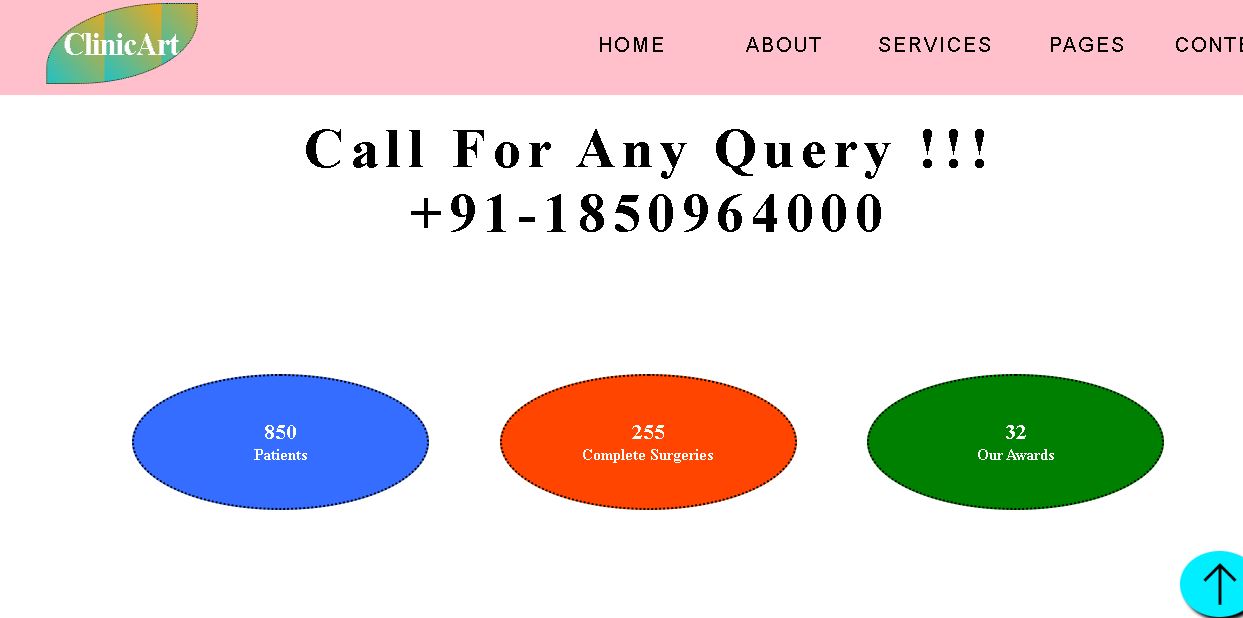 ClinicArt
HOME ABOUT SERVICES PAGES CONTE
Call For Any Query !!!
+91-1850964000
850
Patients
255
Complete Surgeries
32
Our Awards